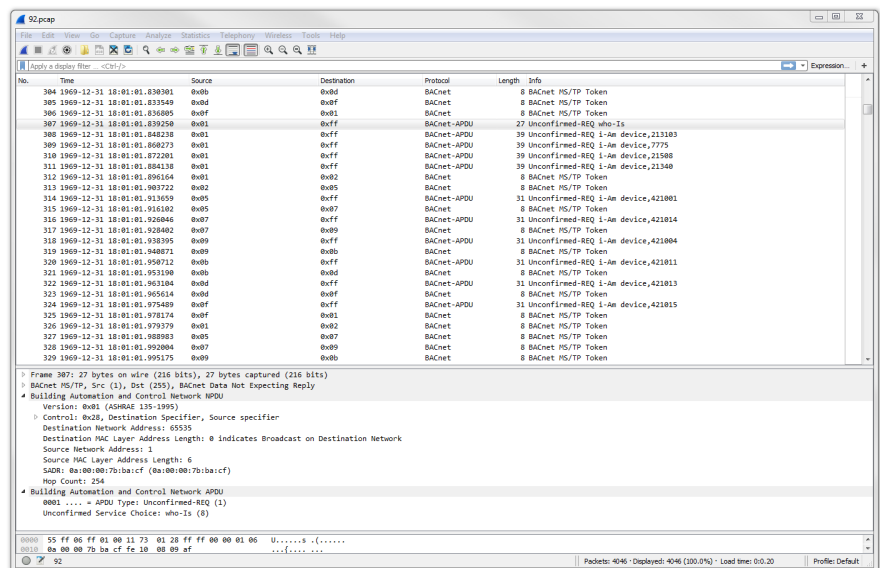 92.pcap
File Edit View Go Capture Analyze Statistics Telephony Wireless Tools Help
Apply a display filter ... <Ctrl-/> Expression... +
No. Time Source Destination Protocol Length Info
304 1969-12-31 18:01:01.830301 0x0b 0x0d BACnet 8 BACnet MS/TP Token
305 1969-12-31 18:01:01.833549 0x0d 0x0f BACnet 8 BACnet MS/TP Token
306 1969-12-31 18:01:01.836805 0x0f 0x01 BACnet 8 BACnet MS/TP Token
307 1969-12-31 18:01:01.839250 0x01 0xff BACnet-APDU 27 Unconfirmed-REQ who-Is
308 1969-12-31 18:01:01.848238 0x01 0xff BACnet-APDU 39 Unconfirmed-REQ i-Am device,213103
309 1969-12-31 18:01:01.860273 0x01 0xff BACnet-APDU 39 Unconfirmed-REQ i-Am device,7775
310 1969-12-31 18:01:01.872201 0x01 0xff BACnet-APDU 39 Unconfirmed-REQ i-Am device,21508
311 1969-12-31 18:01:01.884138 0x01 0xff BACnet-APDU 39 Unconfirmed-REQ i-Am device,21340
312 1969-12-31 18:01:01.896164 0x01 0x02 BACnet 8 BACnet MS/TP Token
313 1969-12-31 18:01:01.903722 0x02 0x05 BACnet 8 BACnet MS/TP Token
314 1969-12-31 18:01:01.913659 0x05 0xff BACnet-APDU 31 Unconfirmed-REQ i-Am device,421001
315 1969-12-31 18:01:01.916102 0x05 0x07 BACnet 8 BACnet MS/TP Token
316 1969-12-31 18:01:01.926046 0x07 0xff BACnet-APDU 31 Unconfirmed-REQ i-Am device,421014
317 1969-12-31 18:01:01.928402 0x07 0x09 BACnet 8 BACnet MS/TP Token
318 1969-12-31 18:01:01.938395 0x09 0xff BACnet-APDU 31 Unconfirmed-REQ i-Am device,421004
319 1969-12-31 18:01:01.940871 0x09 0x0b BACnet 8 BACnet MS/TP Token
320 1969-12-31 18:01:01.950712 0x0b 0xff BACnet-APDU 31 Unconfirmed-REQ i-Am device,421011
321 1969-12-31 18:01:01.953190 0x0b 0x0d BACnet 8 BACnet MS/TP Token
322 1969-12-31 18:01:01.963104 0x0d 0xff BACnet-APDU 31 Unconfirmed-REQ i-Am device,421013
323 1969-12-31 18:01:01.965614 0x0d 0x0f BACnet 8 BACnet MS/TP Token
324 1969-12-31 18:01:01.975489 0x0f 0xff BACnet-APDU 31 Unconfirmed-REQ i-Am device,421015
325 1969-12-31 18:01:01.978174 0x0f 0x01 BACnet 8 BACnet MS/TP Token
326 1969-12-31 18:01:01.979379 0x01 0x02 BACnet 8 BACnet MS/TP Token
327 1969-12-31 18:01:01.988983 0x05 0x07 BACnet 8 BACnet MS/TP Token
328 1969-12-31 18:01:01.992004 0x07 0x09 BACnet 8 BACnet MS/TP Token
329 1969-12-31 18:01:01.995175 0x09 0x0b BACnet 8 BACnet MS/TP Token
Frame 307: 27 bytes on wire (216 bits), 27 bytes captured (216 bits)
BACnet MS/TP, Src (1), Dst (255), BACnet Data Not Expecting Reply
Building Automation and Control Network NPDU
Version: 0x01 (ASHRAE 135-1995)
Control: 0x28, Destination Specifier, Source specifier
Destination Network Address: 65535
Destination MAC Layer Address Length: 0 indicates Broadcast on Destination Network
Source Network Address: 1
Source MAC Layer Address Length: 6
SADR: 0a:00:00:7b:ba:cf (0a:00:00:7b:ba:cf)
Hop Count: 254
Building Automation and Control Network APDU
0001 .... = APDU Type: Unconfirmed-REQ (1)
Unconfirmed Service Choice: who-Is (8)
0000 55 ff 06 ff 01 00 11 73 01 28 ff ff 00 00 01 06 U......s .(......
0010 0a 00 00 7b ba cf fe 10 08 09 af ...{.... ...
92 Packets: 4046 · Displayed: 4046 (100.0%) · Load time: 0:0.20 Profile: Default